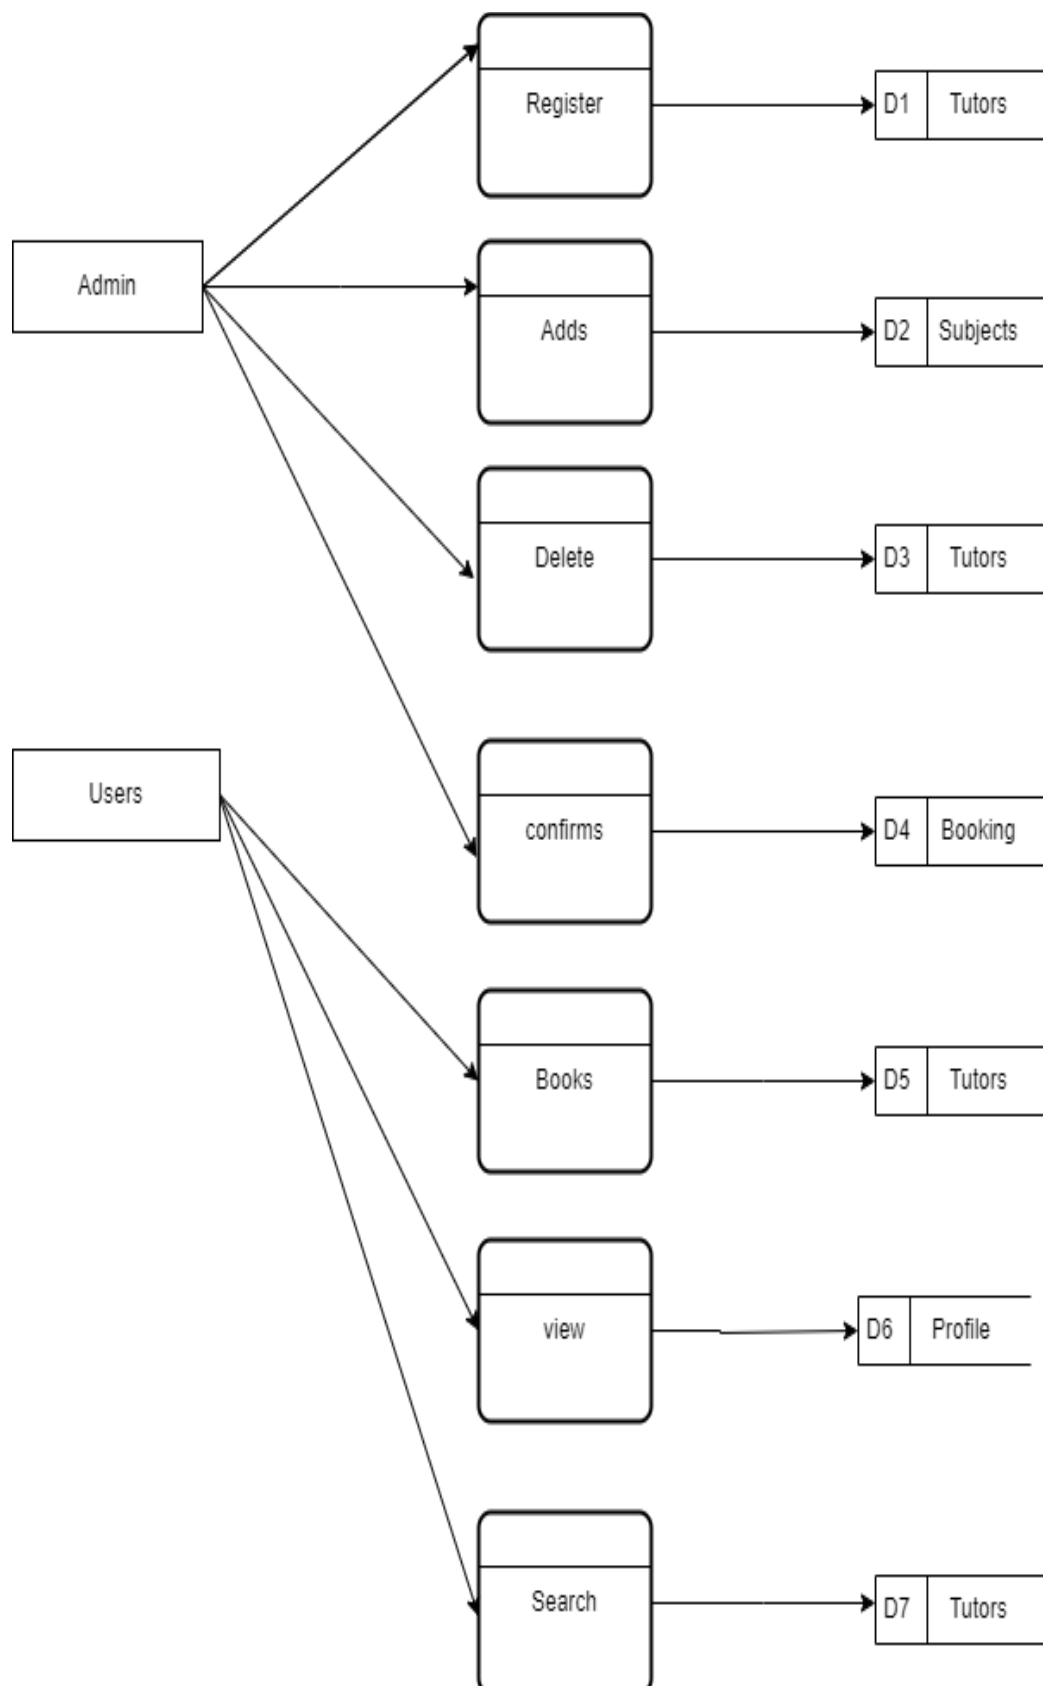 Register
D1 Tutors
Admin
Adds
D2 Subjects
Delete
D3 Tutors
Users
confirms
D4 Booking
Books
D5 Tutors
view
D6 Profile
Search
D7 Tutors